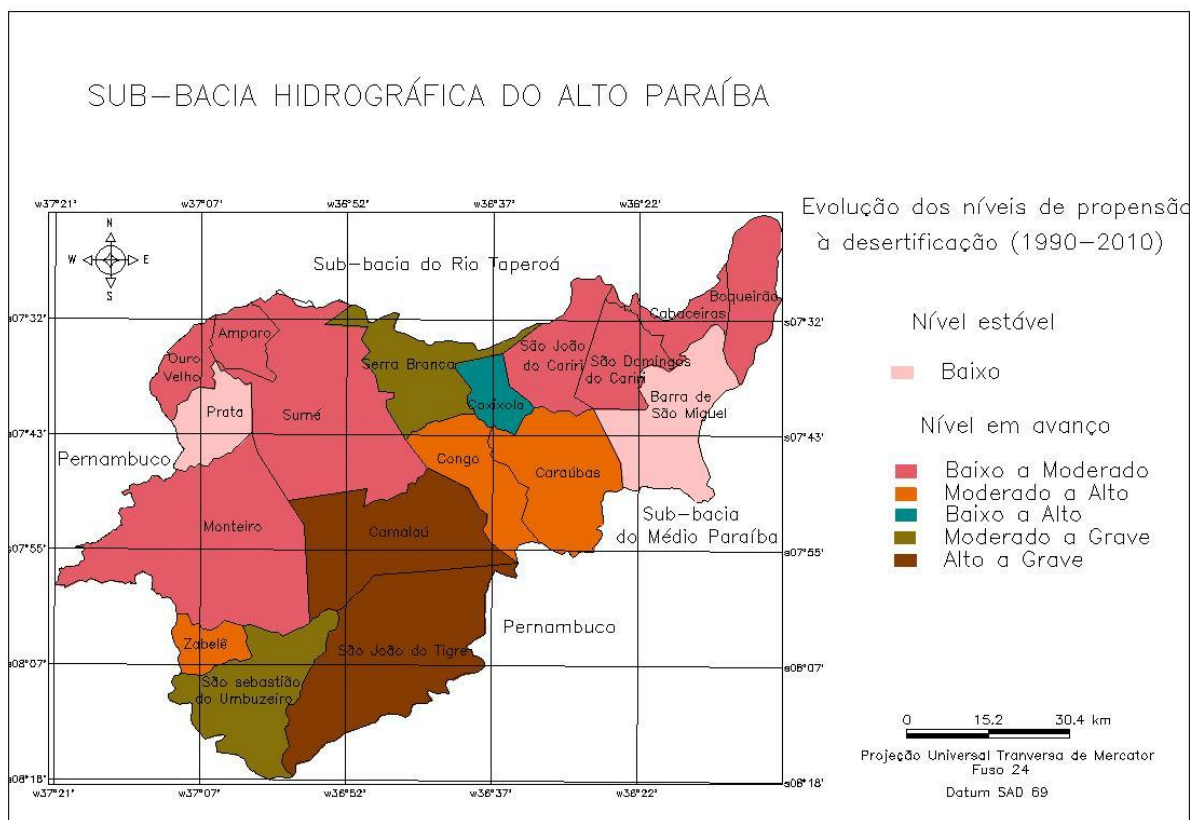 SUB-BACIA HIDROGRÁFICA DO ALTO PARAÍBA
w37°21' w37°07' w36°52' w36°37' w36°22'
Evolução dos níveis de propensão
à desertificação (1990-2010)
N
W E
S
Sub-bacia do Rio Taperoá
Boqueirão
Cabaceiras
s07°32' s07°32'
Amparo
Ouro
Velho
São João
do Cariri
São Domingos
do Cariri
Serra Branca
Nível estável
Baixo
Prata
Sumé
Coxixola
Barra de
São Miguel
s07°43' s07°43'
Nível em avanço
Pernambuco
Congo
Caraúbas
Baixo a Moderado
Moderado a Alto
Baixo a Alto
Moderado a Grave
Alto a Grave
Monteiro
Camalaú
Sub-bacia
do Médio Paraíba
s07°55' s07°55'
Pernambuco
Zabelê
São João do Tigre
s08°07' s08°07'
São sebastião
do Umbuzeiro
0 15.2 30.4 km
Projeção Universal Tranversa de Mercator
Fuso 24
Datum SAD 69
s08°18' s08°18'
w37°21' w37°07' w36°52' w36°37' w36°22'